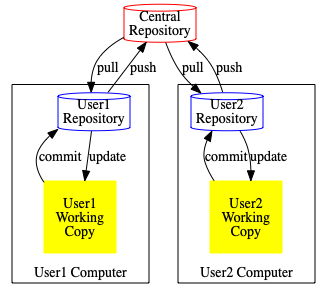 Central
Repository
pull
push
pull
push
User1
Repository
User2
Repository
commit
update
commit
update
User1
Working
Copy
User2
Working
Copy
User1 Computer
User2 Computer